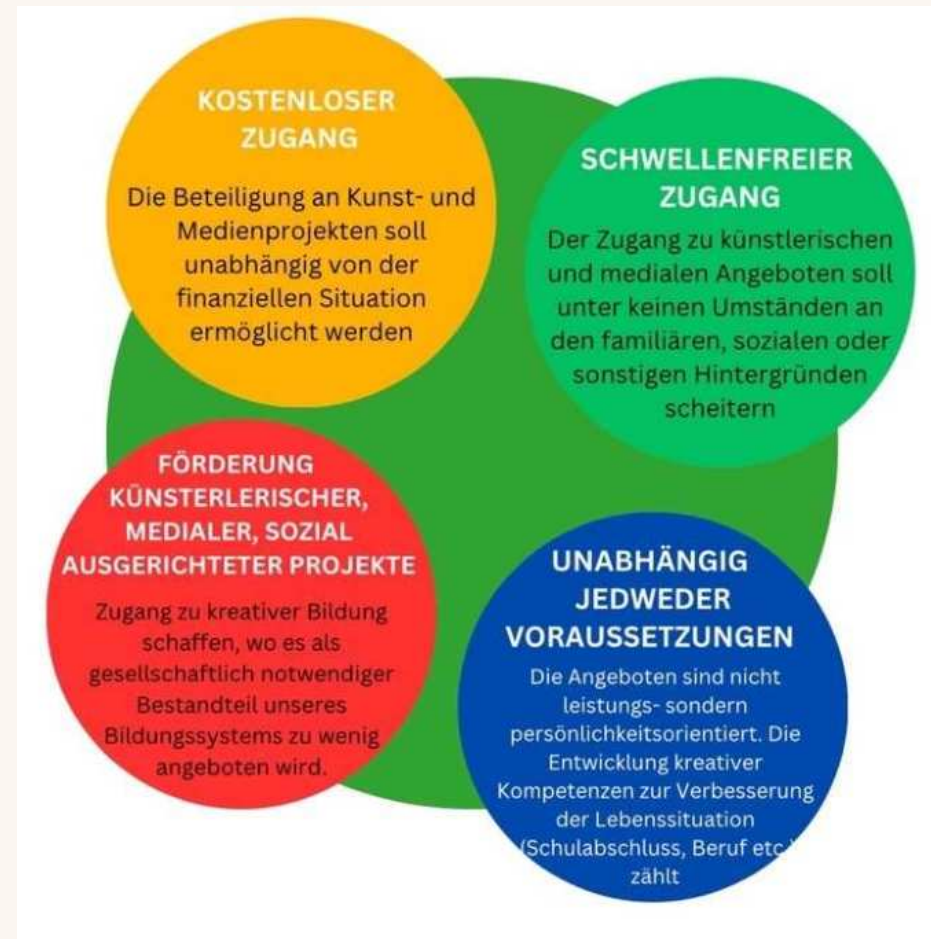 KOSTENLOSER
ZUGANG
Die Beteiligung an Kunst- und
Medienprojekten soll
unabhängig von der
finanziellen Situation
ermöglicht werden
SCHWELLENFREIER
ZUGANG
Der Zugang zu künstlerischen
und medialen Angeboten soll
unter keinen Umständen an
den familiären, sozialen oder
sonstigen Hintergründen
scheitern
FÖRDERUNG
KÜNSTERLERISCHER,
MEDIALER, SOZIAL
AUSGERICHTETER PROJEKTE
Zugang zu kreativer Bildung
schaffen, wo es als
gesellschaftlich notwendiger
Bestandteil unseres
Bildungssystems zu wenig
angeboten wird.
UNABHÄNGIG
JEDWEDER
VORAUSSETZUNGEN
Die Angeboten sind nicht
leistungs- sondern
persönlichkeitsorientiert. Die
Entwicklung kreativer
Kompetenzen zur Verbesserung
der Lebenssituation
(Schulabschluss, Beruf etc.)
zählt